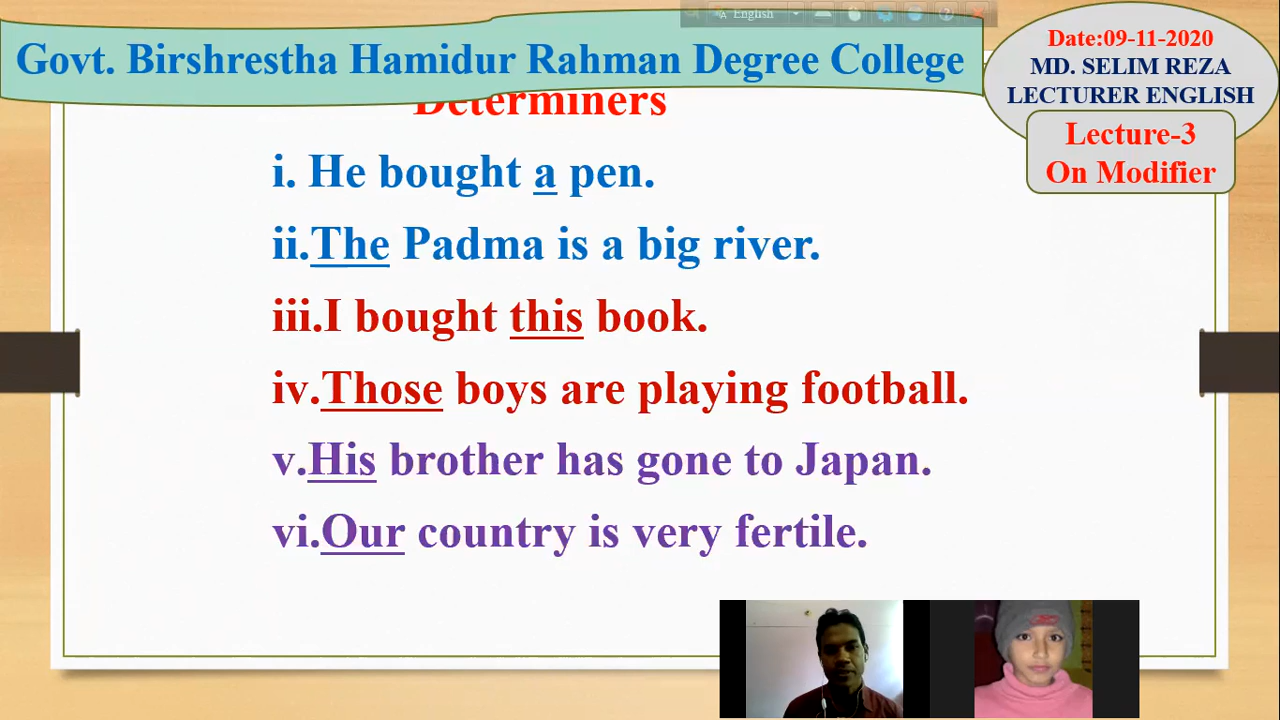 English
Govt. Birshrestha Hamidur Rahman Degree College
Date:09-11-2020
MD. SELIM REZA
LECTURER ENGLISH
Lecture-3
On Modifier
Determiners
i. He bought a pen.
ii.The Padma is a big river.
iii.I bought this book.
iv.Those boys are playing football.
v.His brother has gone to Japan.
vi.Our country is very fertile.